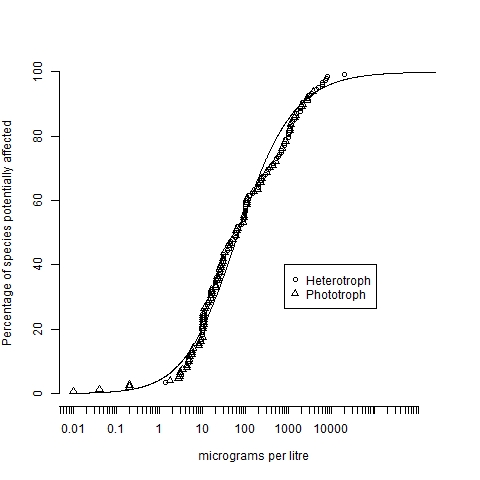 Percentage of species potentially affected
100
80
60
40
20
0
Heterotroph
Phototroph
0.01 0.1 1 10 100 1000 10000
micrograms per litre